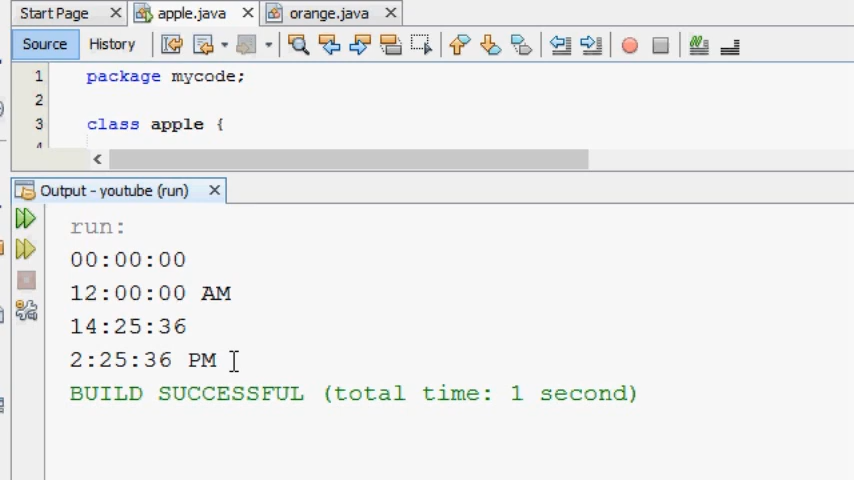 Start Page apple.java orange.java
Source History
1 package mycode;
2
3 class apple {
4
Output - youtube (run)
run:
00:00:00
12:00:00 AM
14:25:36
2:25:36 PM
BUILD SUCCESSFUL (total time: 1 second)